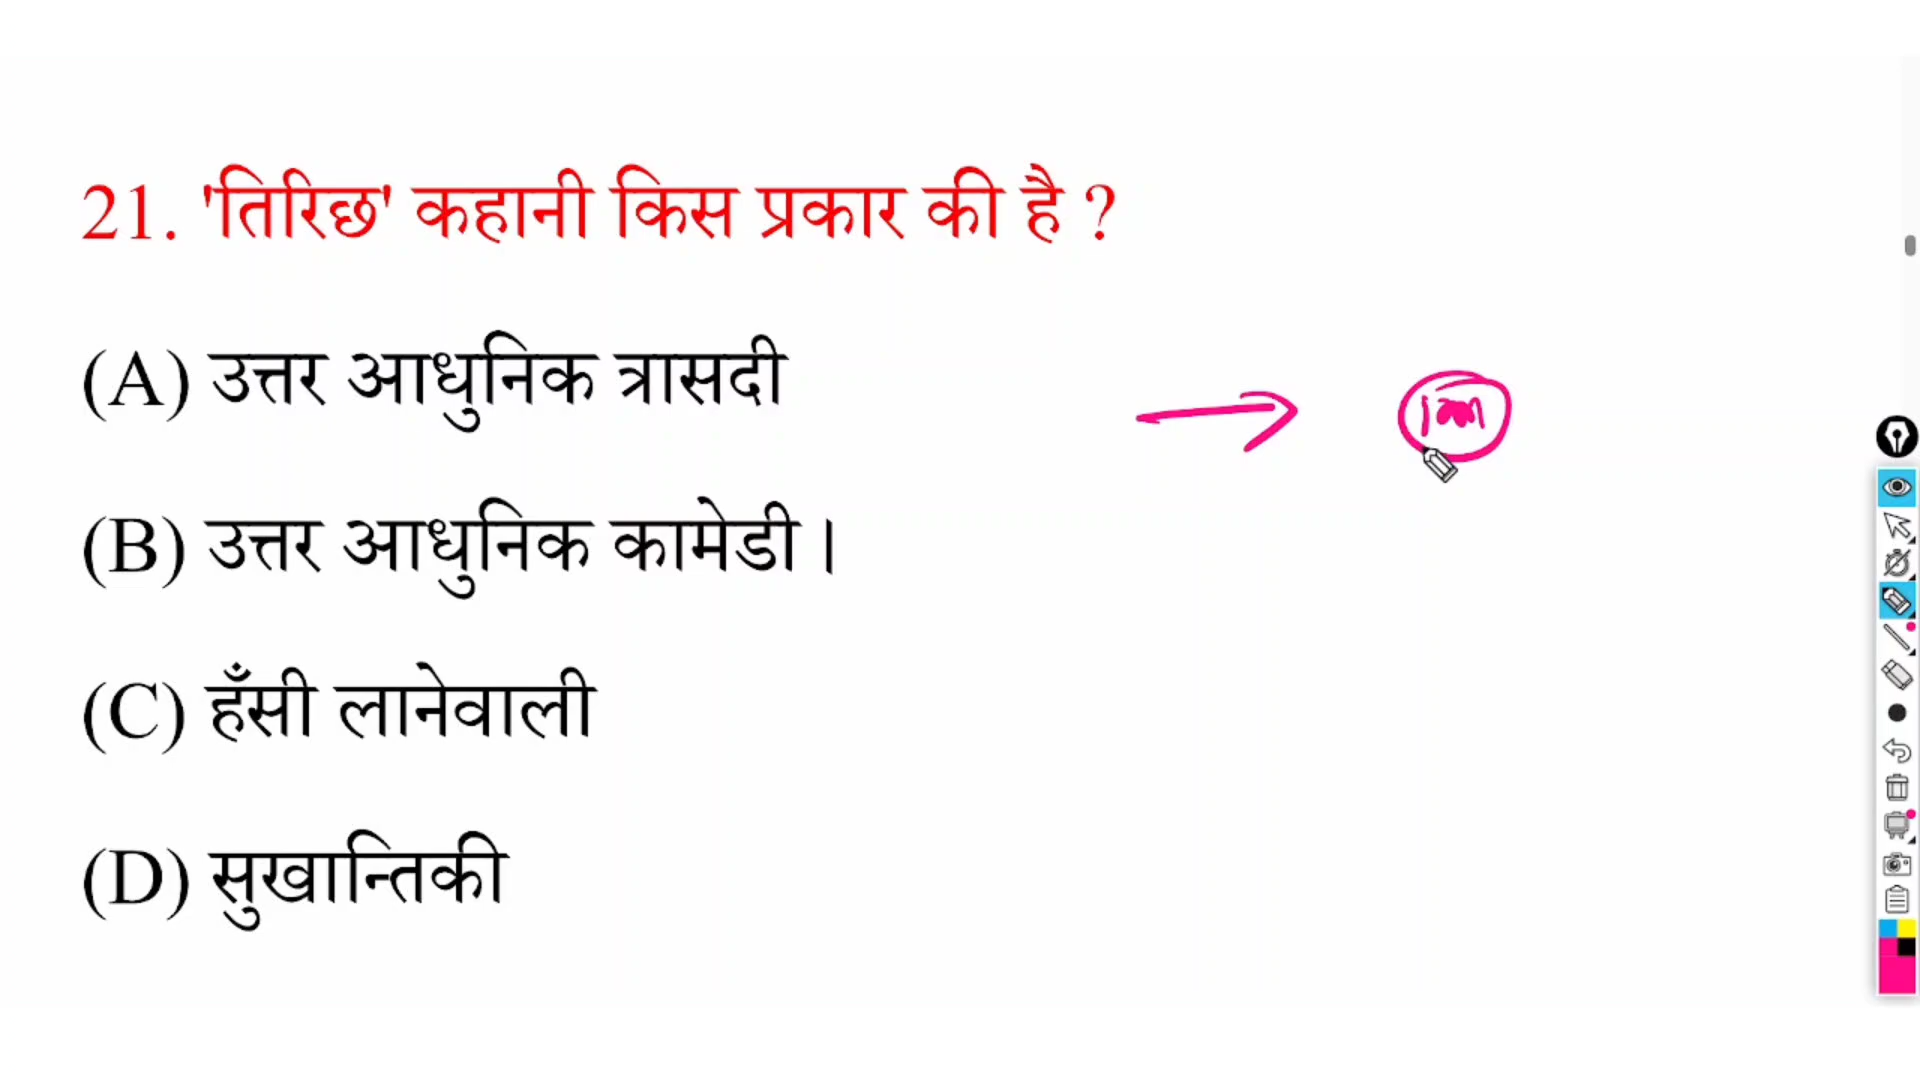 21. 'तिरिछ' कहानी किस प्रकार की है ?
(A) उत्तर आधुनिक त्रासदी
(B) उत्तर आधुनिक कामेडी।
(C) हँसी लानेवाली
(D) सुखान्तिकी